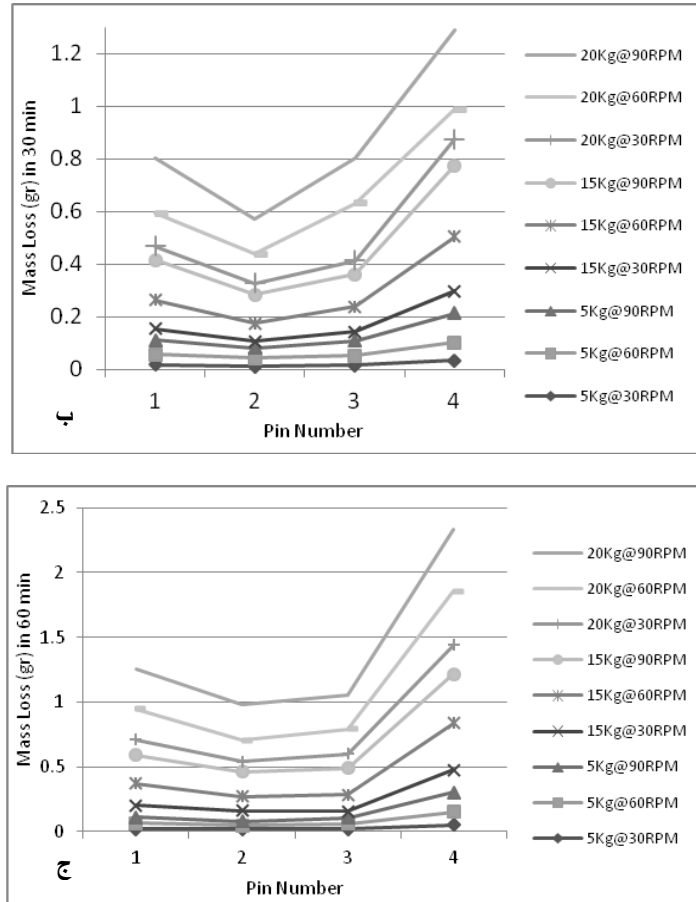 Mass Loss (gr) in 30 min
1.2
1
0.8
0.6
0.4
0.2
0
1 2 3 4
Pin Number
20Kg@90RPM
20Kg@60RPM
20Kg@30RPM
15Kg@90RPM
15Kg@60RPM
15Kg@30RPM
5Kg@90RPM
5Kg@60RPM
5Kg@30RPM
ب
Mass Loss (gr) in 60 min
2.5
2
1.5
1
0.5
0
1 2 3 4
Pin Number
20Kg@90RPM
20Kg@60RPM
20Kg@30RPM
15Kg@90RPM
15Kg@60RPM
15Kg@30RPM
5Kg@90RPM
5Kg@60RPM
5Kg@30RPM
ج